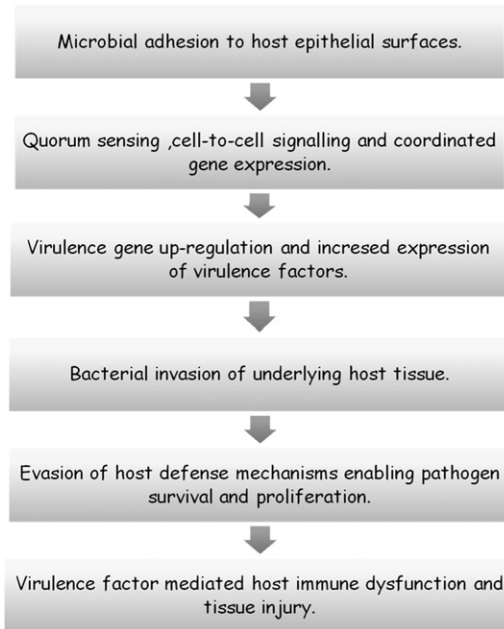 Microbial adhesion to host epithelial surfaces.
Quorum sensing ,cell-to-cell signalling and coordinated
gene expression.
Virulence gene up-regulation and incresed expression
of virulence factors.
Bacterial invasion of underlying host tissue.
Evasion of host defense mechanisms enabling pathogen
survival and proliferation.
Virulence factor mediated host immune dysfunction and
tissue injury.